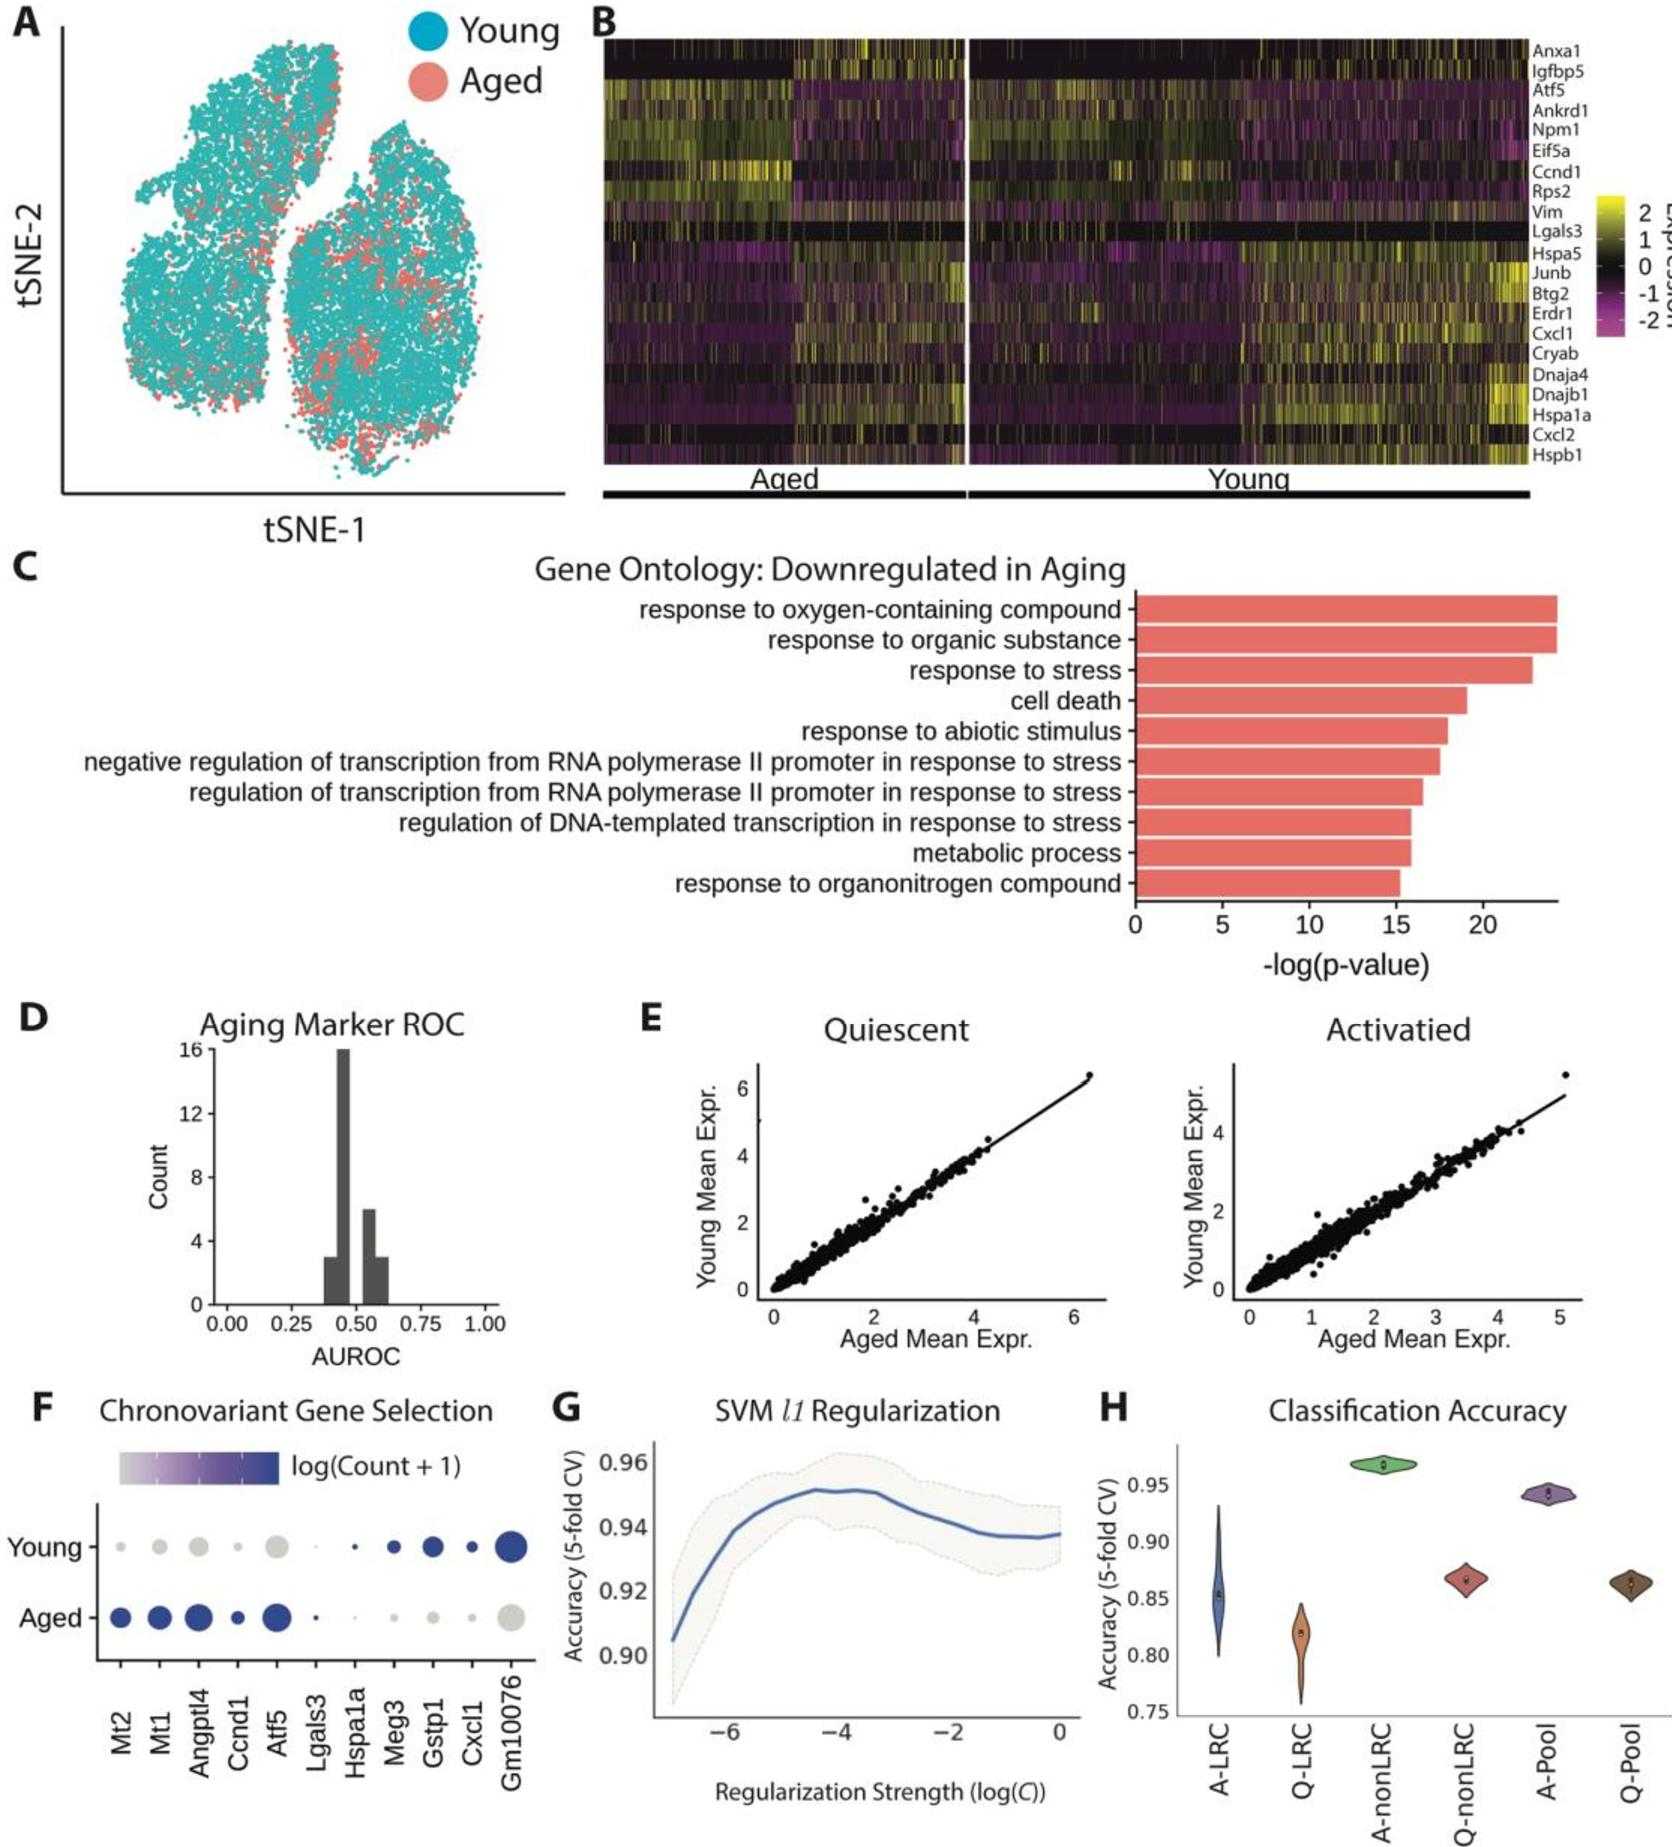 A
Young
Aged
tSNE-2
tSNE-1
B
Anxa1
Igfbp5
Atf5
Ankrd1
Npm1
Eif5a
Ccnd1
Rps2
Vim
Lgals3
Hspa5
Junb
Btg2
Erdr1
Cxcl1
Cryab
Dnaja4
Dnajb1
Hspa1a
Cxcl2
Hspb1
2
1
0
-1
-2
Expression
Aged
Young
C
Gene Ontology: Downregulated in Aging
response to oxygen-containing compound
response to organic substance
response to stress
cell death
response to abiotic stimulus
negative regulation of transcription from RNA polymerase II promoter in response to stress
regulation of transcription from RNA polymerase II promoter in response to stress
regulation of DNA-templated transcription in response to stress
metabolic process
response to organonitrogen compound
0 5 10 15 20
-log(p-value)
D
Aging Marker ROC
16
12
8
4
0
Count
0.00 0.25 0.50 0.75 1.00
AUROC
E
Quiescent
Young Mean Expr.
6
4
2
0
0 2 4 6
Aged Mean Expr.
Activatied
Young Mean Expr.
4
2
0
0 1 2 3 4 5
Aged Mean Expr.
F
Chronovariant Gene Selection
log(Count + 1)
Young
Aged
Mt2
Mt1
Angptl4
Ccnd1
Atf5
Lgals3
Hspa1a
Meg3
Gstp1
Cxcl1
Gm10076
G
SVM l1 Regularization
Accuracy (5-fold CV)
0.96
0.94
0.92
0.90
−6 −4 −2 0
Regularization Strength (log(C))
H
Classification Accuracy
Accuracy (5-fold CV)
0.95
0.90
0.85
0.80
0.75
A-LRC
Q-LRC
A-nonLRC
Q-nonLRC
A-Pool
Q-Pool